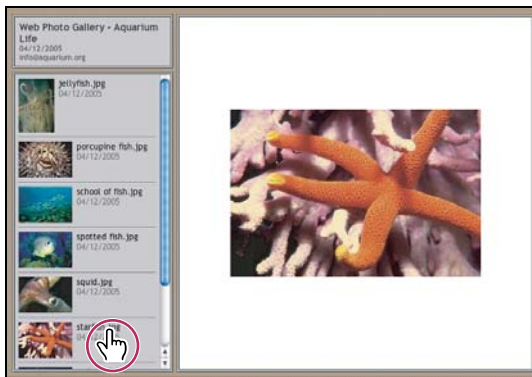 Web Photo Gallery - Aquarium
Life
04/12/2005
info@aquarium.org
jellyfish.jpg
04/12/2005
porcupine fish.jpg
04/12/2005
school of fish.jpg
04/12/2005
spotted fish.jpg
04/12/2005
squid.jpg
04/12/2005